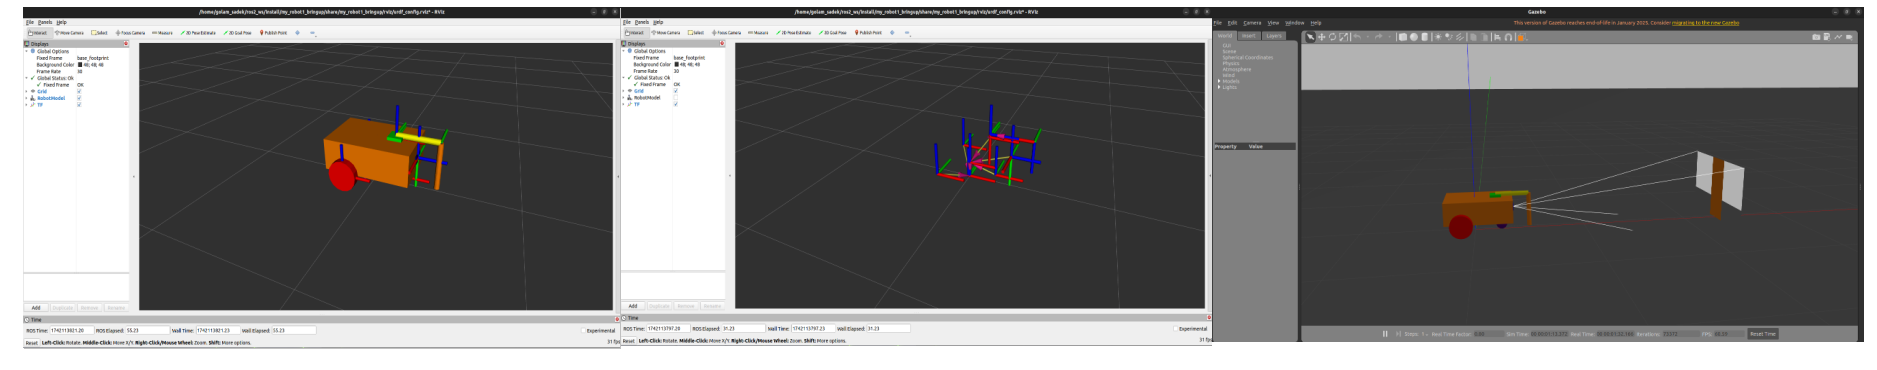 /home/golam_sadek/ros2_ws/install/my_robot1_bringup/share/my_robot1_bringup/rviz/urdf_config.rviz* - RViz
File Panels Help
Interact Move Camera Select Focus Camera Measure 2D Pose Estimate 2D Goal Pose Publish Point
Displays
Global Options
Fixed Frame base_footprint
Background Color 48; 48; 48
Frame Rate 30
Global Status: Ok
Fixed Frame OK
Grid
RobotModel
TF
Add Duplicate Remove Rename
Time
ROS Time: 1742113821.20 ROS Elapsed: 55.23 Wall Time: 1742113821.23 Wall Elapsed: 55.23 Experimental
Reset Left-Click: Rotate. Middle-Click: Move X/Y. Right-Click/Mouse Wheel: Zoom. Shift: More options. 31 fps
/home/golam_sadek/ros2_ws/install/my_robot1_bringup/share/my_robot1_bringup/rviz/urdf_config.rviz* - RViz
File Panels Help
Interact Move Camera Select Focus Camera Measure 2D Pose Estimate 2D Goal Pose Publish Point
Displays
Global Options
Fixed Frame base_footprint
Background Color 48; 48; 48
Frame Rate 30
Global Status: Ok
Fixed Frame OK
Grid
RobotModel
TF
Add Duplicate Remove Rename
Time
ROS Time: 1742113797.20 ROS Elapsed: 31.23 Wall Time: 1742113797.23 Wall Elapsed: 31.23 Experimental
Reset Left-Click: Rotate. Middle-Click: Move X/Y. Right-Click/Mouse Wheel: Zoom. Shift: More options. 31 fps
Gazebo
File Edit Camera View Window Help
This version of Gazebo reaches end-of-life in January 2025. Consider migrating to the new Gazebo
World Insert Layers
GUI
Scene
Spherical Coordinates
Physics
Atmosphere
Wind
Models
Lights
Property Value
Steps: 1 Real Time Factor: Sim Time: Real Time: Iterations: FPS: Reset Time